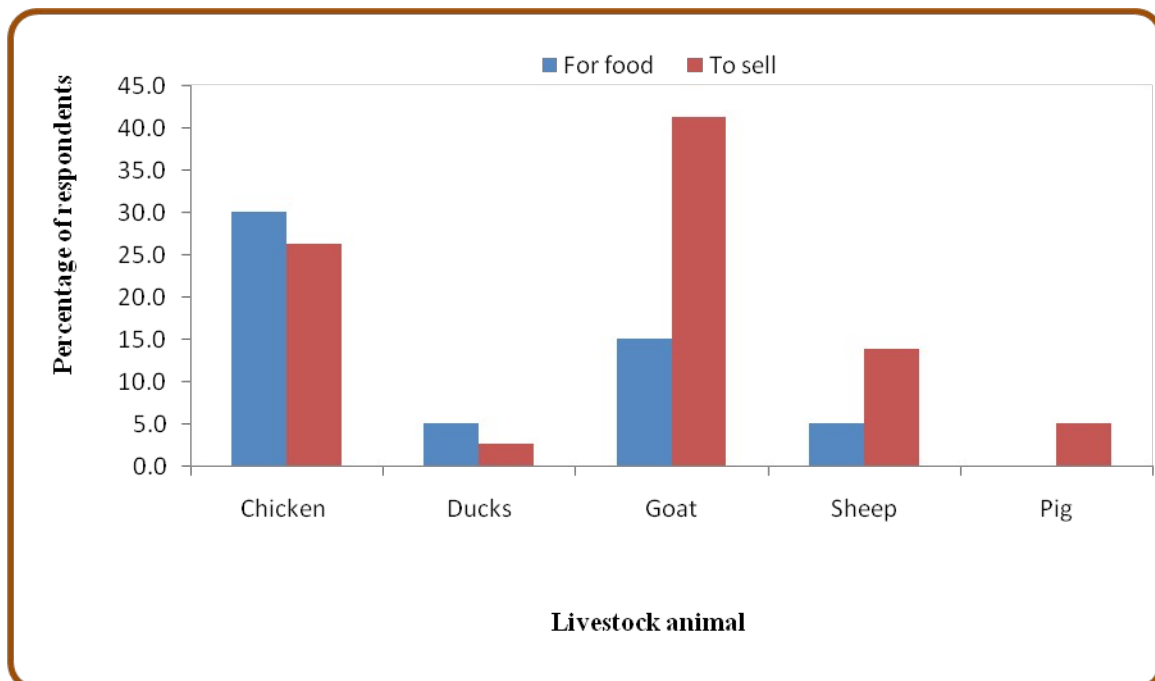 For food To sell
Percentage of respondents
45.0
40.0
35.0
30.0
25.0
20.0
15.0
10.0
5.0
0.0
Chicken Ducks Goat Sheep Pig
Livestock animal